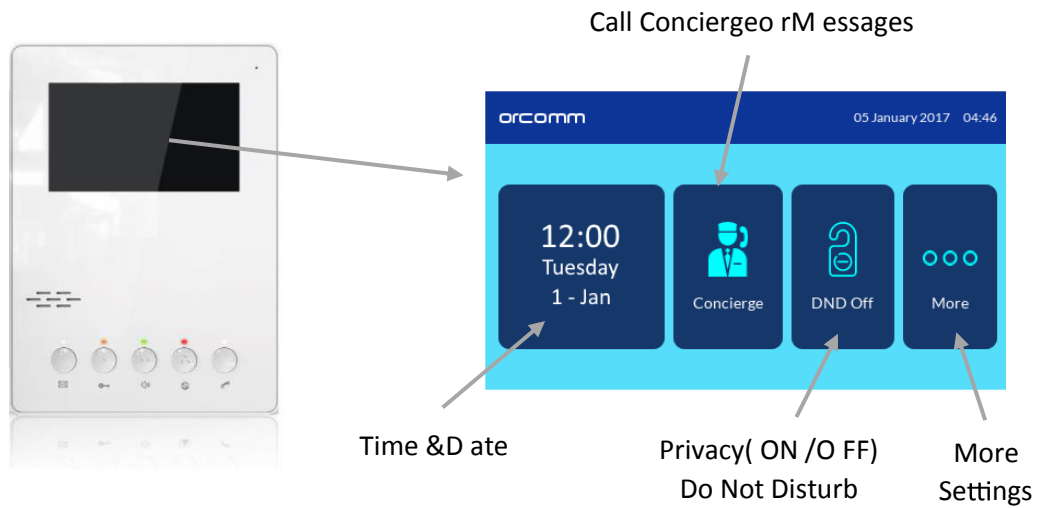 Call Conciergeo rM essages
orcomm
05 January 2017 04:46
12:00
Tuesday
1 - Jan
Concierge
DND Off
More
Time &D ate
Privacy( ON /O FF)
Do Not Disturb
More
Settings